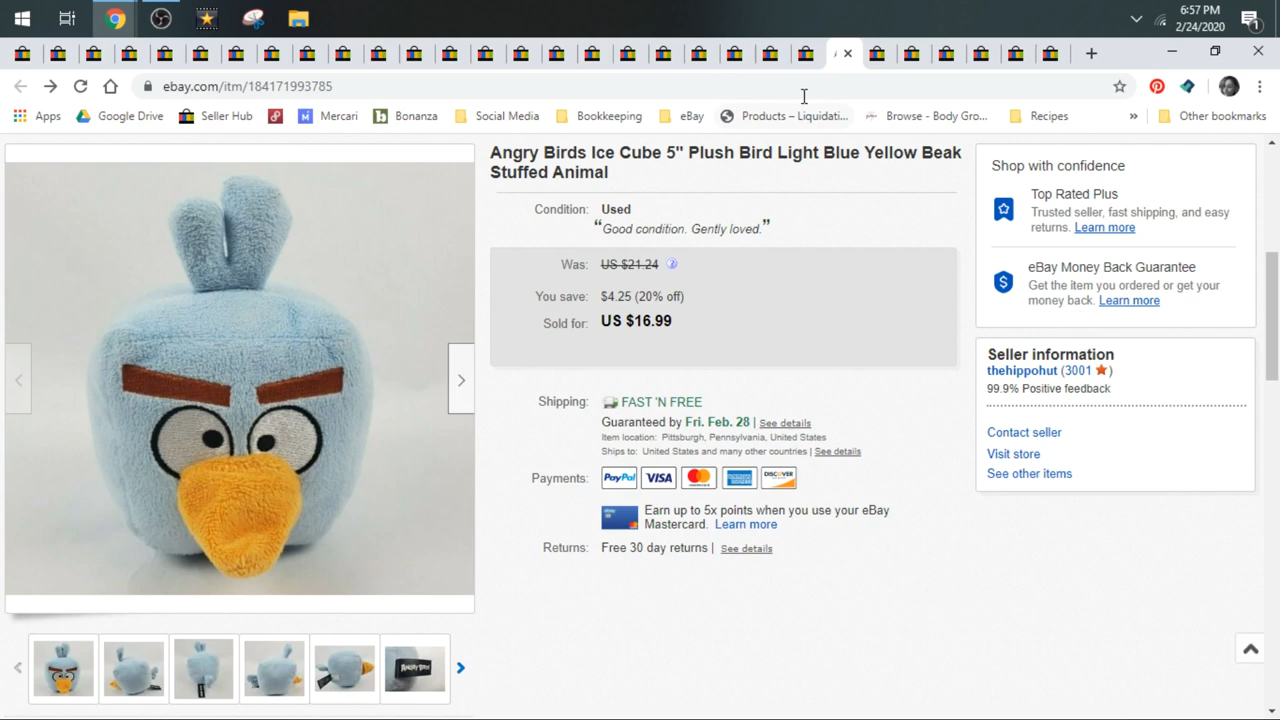 6:57 PM
2/24/2020
ebay.com/itm/184171993785
Apps
Google Drive
Seller Hub
Mercari
Bonanza
Social Media
Bookkeeping
eBay
Products – Liquidati...
Browse - Body Gro...
Recipes
»
Other bookmarks
Angry Birds Ice Cube 5" Plush Bird Light Blue Yellow Beak
Stuffed Animal
Condition: Used
"Good condition. Gently loved."
Was: US $21.24
You save: $4.25 (20% off)
Sold for: US $16.99
Shipping: FAST 'N FREE
Guaranteed by Fri. Feb. 28 | See details
Item location: Pittsburgh, Pennsylvania, United States
Ships to: United States and many other countries | See details
Payments: PayPal VISA MasterCard AMERICAN EXPRESS DISCOVER
Earn up to 5x points when you use your eBay
Mastercard. Learn more
Returns: Free 30 day returns | See details
Shop with confidence
Top Rated Plus
Trusted seller, fast shipping, and easy
returns. Learn more
eBay Money Back Guarantee
Get the item you ordered or get your
money back. Learn more
Seller information
thehippohut (3001)
99.9% Positive feedback
Contact seller
Visit store
See other items
ANGRY BIRDS